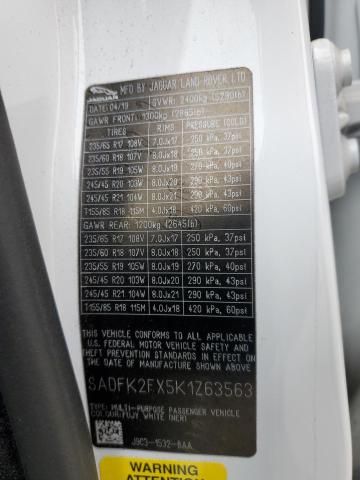 JAGUAR
MFG BY JAGUAR LAND ROVER LTD
DATE: 04/19 GVWR: 2400kg (5290lb)
GAWR FRONT: 1300kg (2865lb)
TIRES RIMS PRESSURE (COLD)
235/65 R17 108V 7.0Jx17 250 kPa, 37psi
235/60 R18 107V 8.0Jx18 250 kPa, 37psi
235/55 R19 105W 8.0Jx19 270 kPa, 40psi
245/45 R20 103W 8.0Jx20 290 kPa, 43psi
245/45 R21 104W 8.0Jx21 290 kPa, 43psi
T155/85 R18 115M 4.0Jx18 420 kPa, 60psi
GAWR REAR: 1200kg (2645lb)
235/65 R17 108V 7.0Jx17 250 kPa, 37psi
235/60 R18 107V 8.0Jx18 250 kPa, 37psi
235/55 R19 105W 8.0Jx19 270 kPa, 40psi
245/45 R20 103W 8.0Jx20 290 kPa, 43psi
245/45 R21 104W 8.0Jx21 290 kPa, 43psi
T155/85 R18 115M 4.0Jx18 420 kPa, 60psi
THIS VEHICLE CONFORMS TO ALL APPLICABLE
U.S. FEDERAL MOTOR VEHICLE SAFETY
AND THEFT PREVENTION STANDARDS IN EFFECT
ON THE DATE OF MANUFACTURE SHOWN ABOVE.
SADFK2FX5K1Z63563
TYPE: MULTI-PURPOSE PASSENGER VEHICLE
COLOUR:FUJI WHITE (NER)
J9C3-1532-BAA
WARNING
ATTENTION